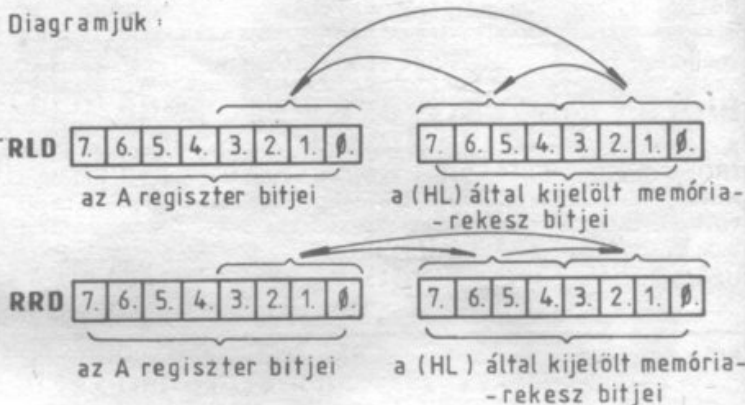 Diagramjuk:
RLD 7. 6. 5. 4. 3. 2. 1. 0. 7. 6. 5. 4. 3. 2. 1. 0.
az A regiszter bitjei a (HL) által kijelölt memória-
-rekesz bitjei
RRD 7. 6. 5. 4. 3. 2. 1. 0. 7. 6. 5. 4. 3. 2. 1. 0.
az A regiszter bitjei a (HL) által kijelölt memória-
-rekesz bitjei